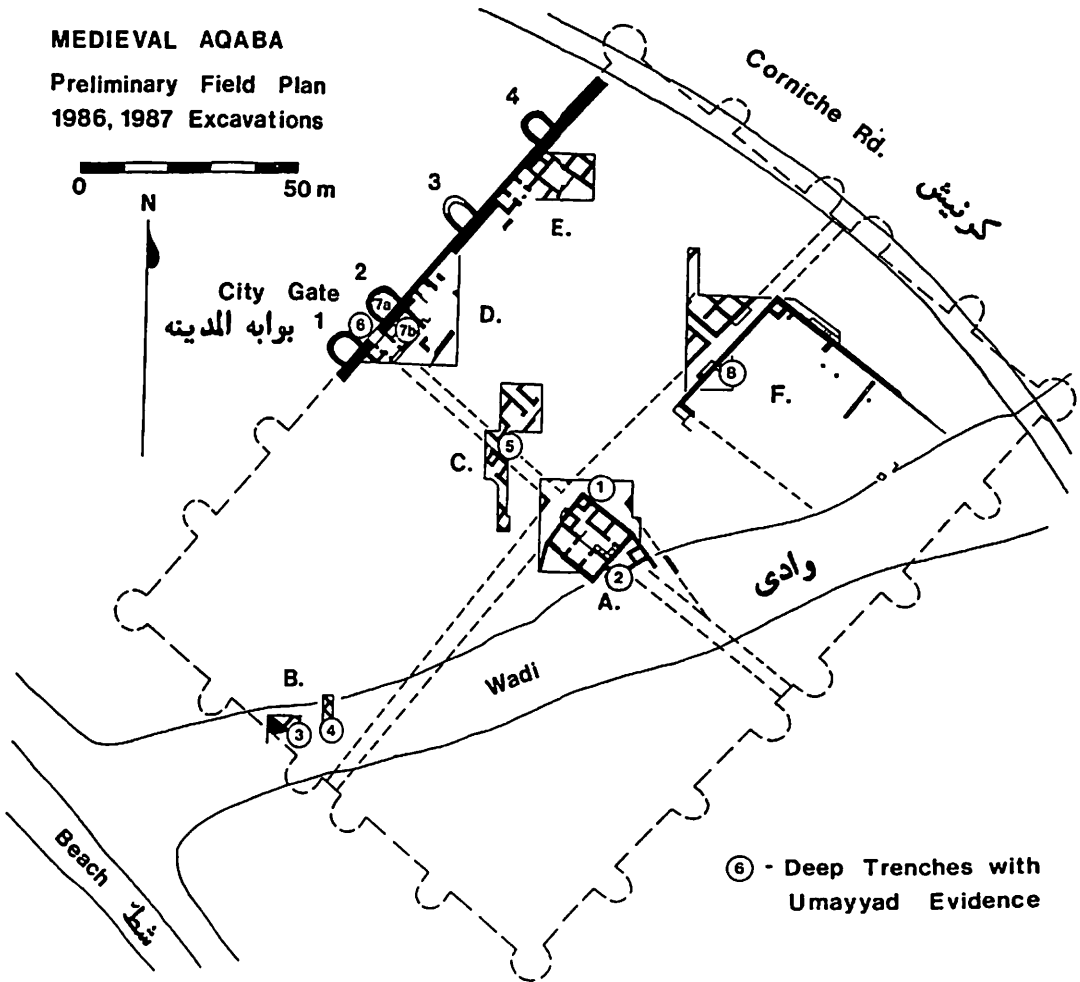 MEDIEVAL AQABA
Preliminary Field Plan
1986, 1987 Excavations
0 50 m
N
Corniche Rd.
كورنيش
4
3
E.
2
City Gate
بوابه المدينه
1
7a
6
7b
D.
8
F.
5
C.
1
2
A.
وادى
Wadi
B.
3
4
Beach
شط
6 - Deep Trenches with
Umayyad Evidence